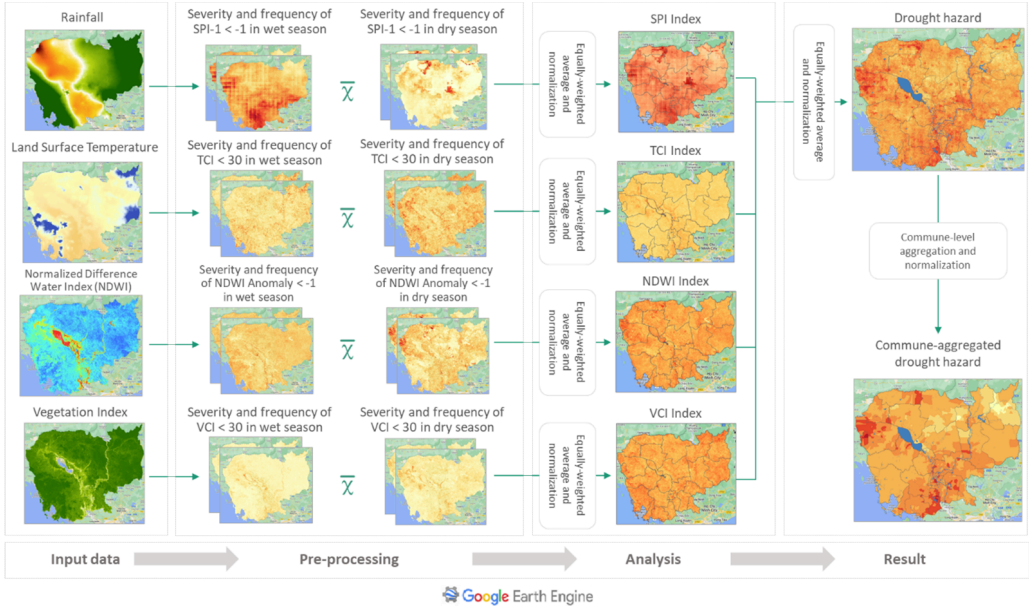 Rainfall
Severity and frequency of
SPI-1 < -1 in wet season
Severity and frequency of
SPI-1 < -1 in dry season
χ
Equally-weighted
average and
normalization
SPI Index
Equally-weighted average
and normalization
Drought hazard
Land Surface Temperature
Severity and frequency of
TCI < 30 in wet season
Severity and frequency of
TCI < 30 in dry season
χ
Equally-weighted
average and
normalization
TCI Index
Commune-level
aggregation and
normalization
Normalized Difference
Water Index (NDWI)
Severity and frequency
of NDWI Anomaly < -1
in wet season
Severity and frequency
of NDWI Anomaly < -1
in dry season
χ
Equally-weighted
average and
normalization
NDWI Index
Commune-aggregated
drought hazard
Vegetation Index
Severity and frequency of
VCI < 30 in wet season
Severity and frequency of
VCI < 30 in dry season
χ
Equally-weighted
average and
normalization
VCI Index
Input data
Pre-processing
Analysis
Result
Google Earth Engine